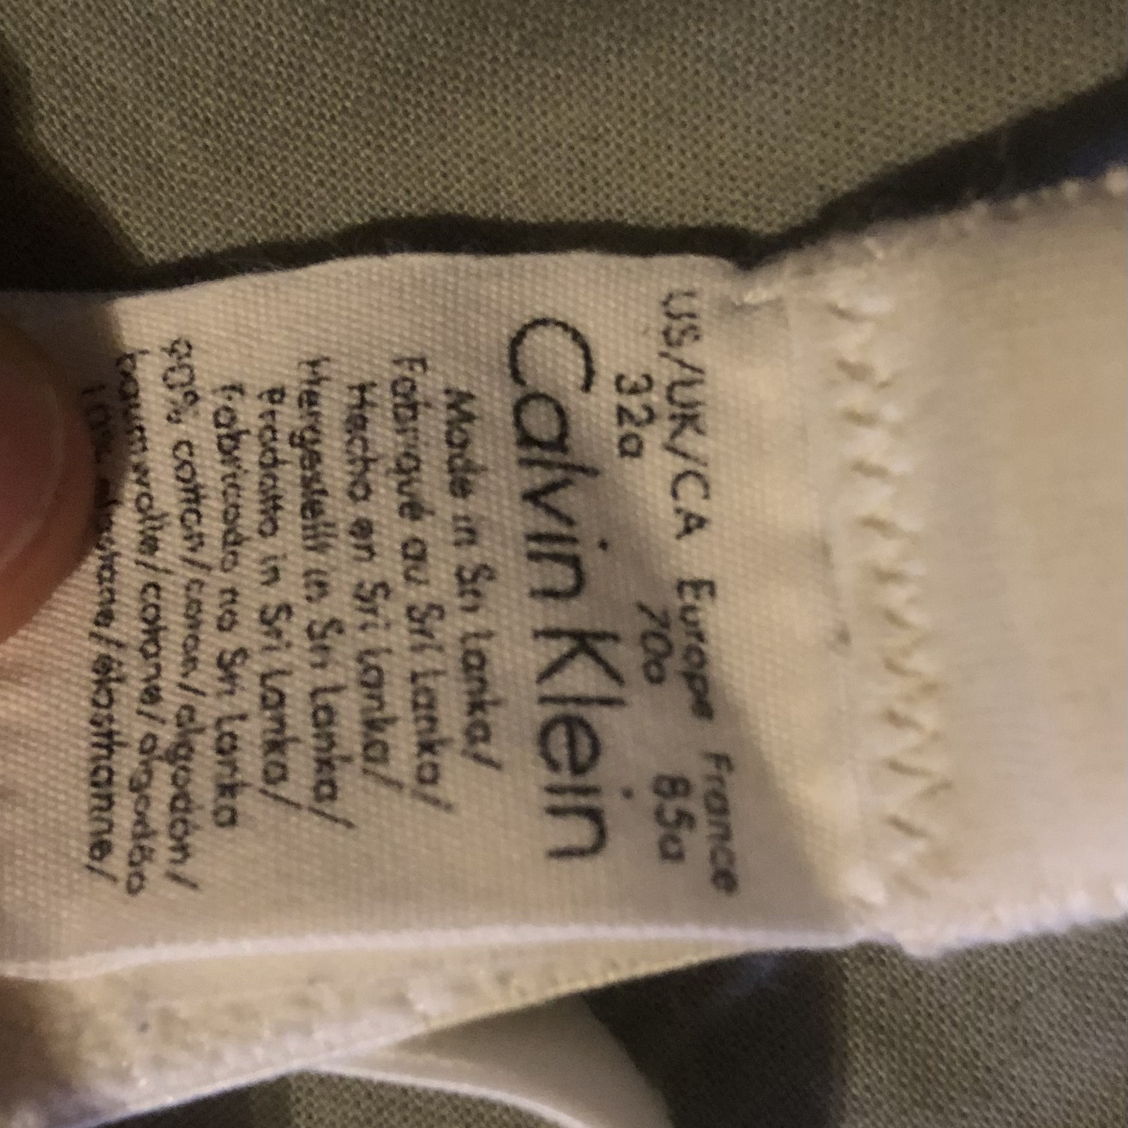 US/UK/CA Europe France
32a 70a 85a
Calvin Klein
Made in Sri Lanka/
Fabriqué au Sri Lanka/
Hecho en Sri Lanka/
Hergestellt in Sri Lanka/
Prodotto in Sri Lanka/
Fabricado no Sri Lanka
90% cotton/coton/algodón/
baumwolle/cotone/algodão
elasthanne/